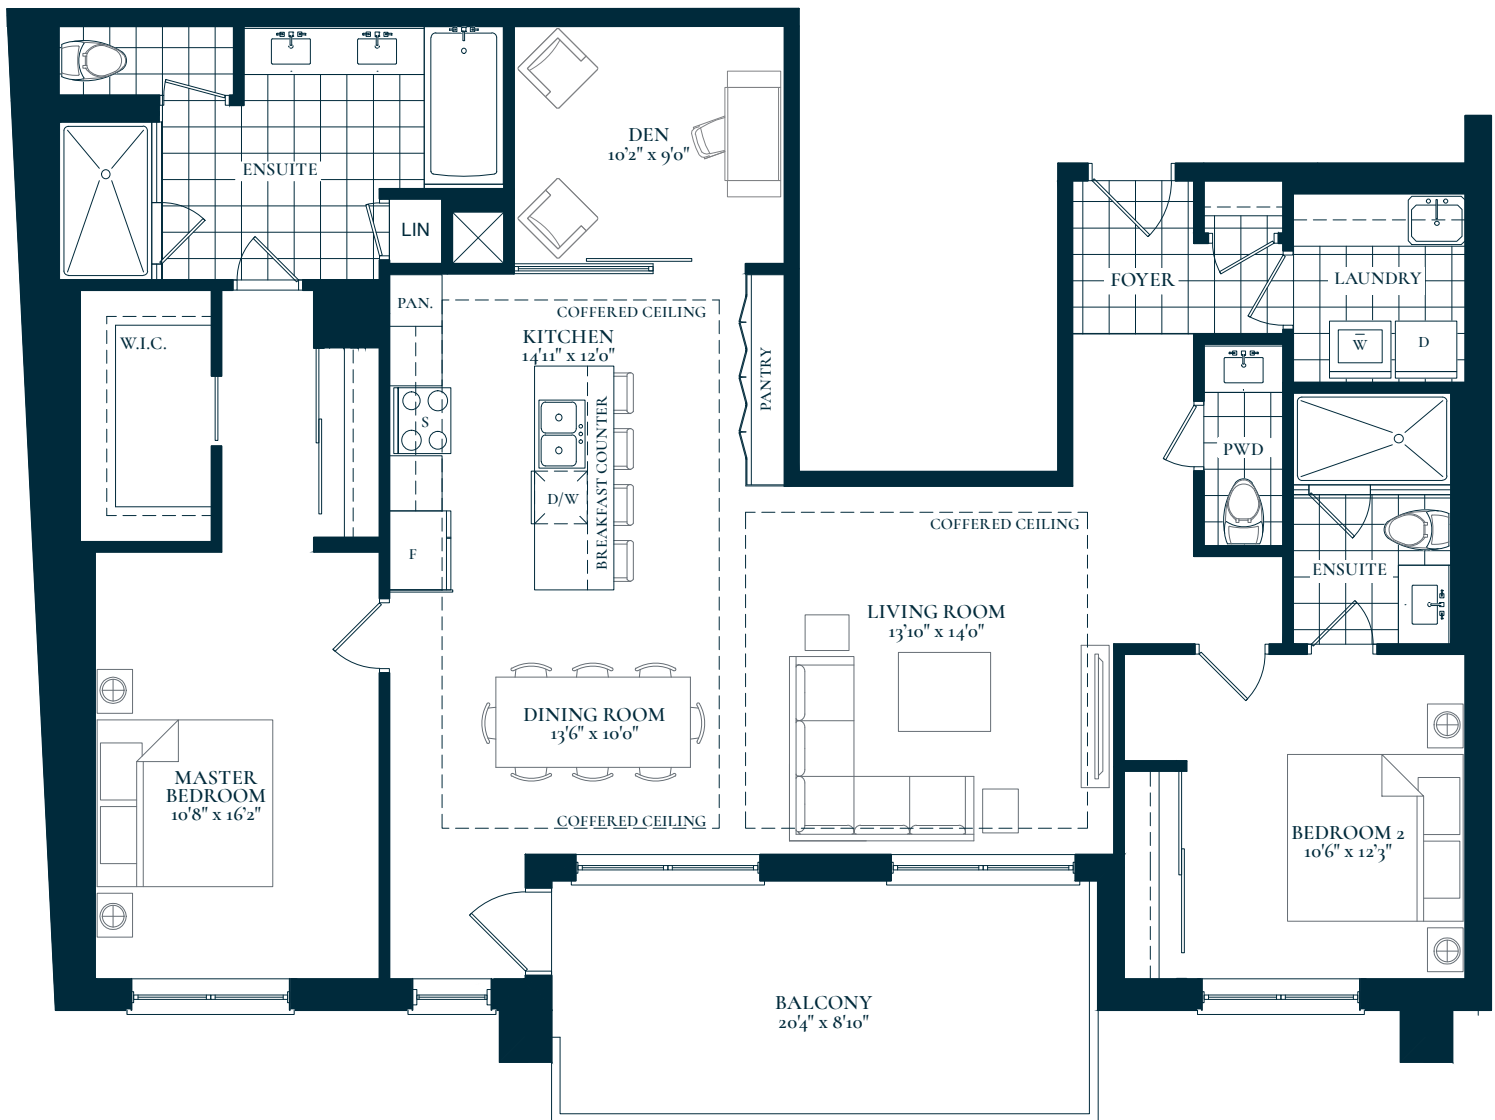 DEN
10'2" x 9'0"
ENSUITE
LIN
FOYER
LAUNDRY
PAN.
COFFERED CEILING
KITCHEN
14'11" x 12'0"
W.I.C.
W
D
PANTRY
S
BREAKFAST COUNTER
PWD
D/W
F
COFFERED CEILING
ENSUITE
LIVING ROOM
13'10" x 14'0"
DINING ROOM
13'6" x 10'0"
MASTER
BEDROOM
10'8" x 16'2"
COFFERED CEILING
BEDROOM 2
10'6" x 12'3"
BALCONY
20'4" x 8'10"